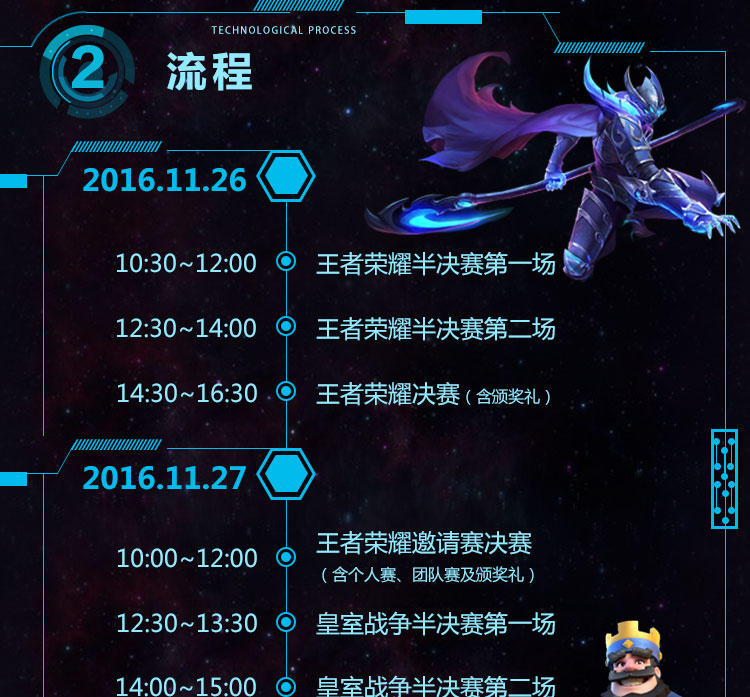 TECHNOLOGICAL PROCESS
2 流程
2016.11.26
10:30~12:00 王者荣耀半决赛第一场
12:30~14:00 王者荣耀半决赛第二场
14:30~16:30 王者荣耀决赛（含颁奖礼）
2016.11.27
10:00~12:00 王者荣耀邀请赛决赛
（含个人赛、团队赛及颁奖礼）
12:30~13:30 皇室战争半决赛第一场
14:00~15:00 皇室战争半决赛第二场